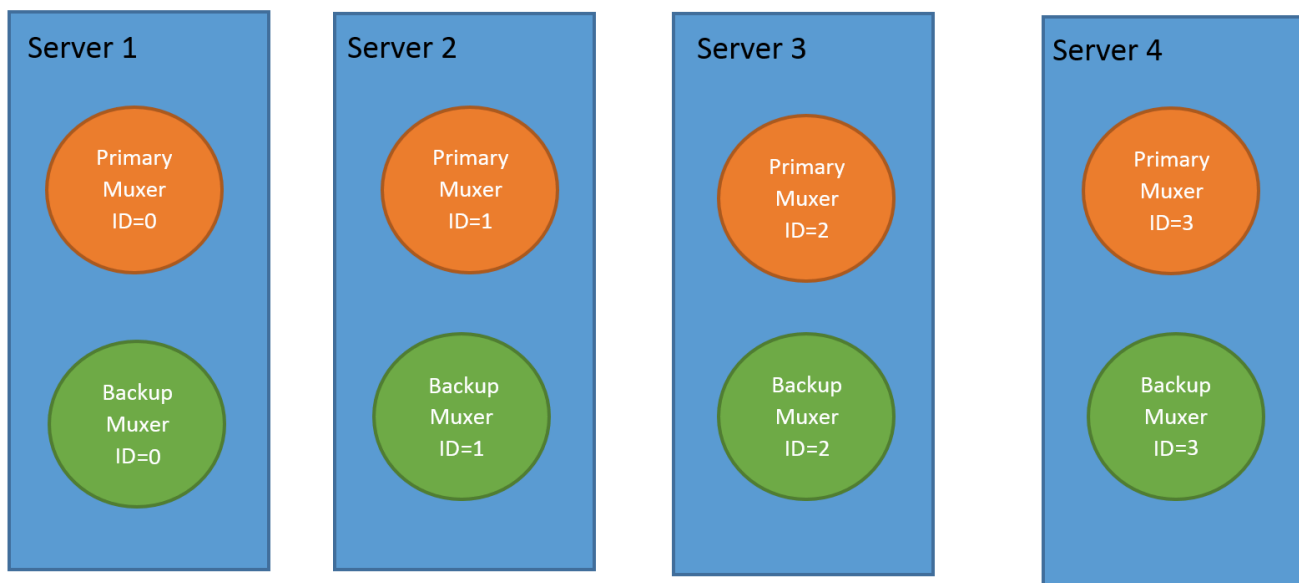 Server 1
Primary
Muxer
ID=0
Backup
Muxer
ID=0
Server 2
Primary
Muxer
ID=1
Backup
Muxer
ID=1
Server 3
Primary
Muxer
ID=2
Backup
Muxer
ID=2
Server 4
Primary
Muxer
ID=3
Backup
Muxer
ID=3